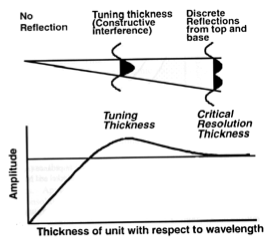 No
Reflection
Tuning thickness
(Constructive
Interference)
Discrete
Reflections
from top and
base
Tuning
Thickness
Critical
Resolution
Thickness
Amplitude
Thickness of unit with respect to wavelength